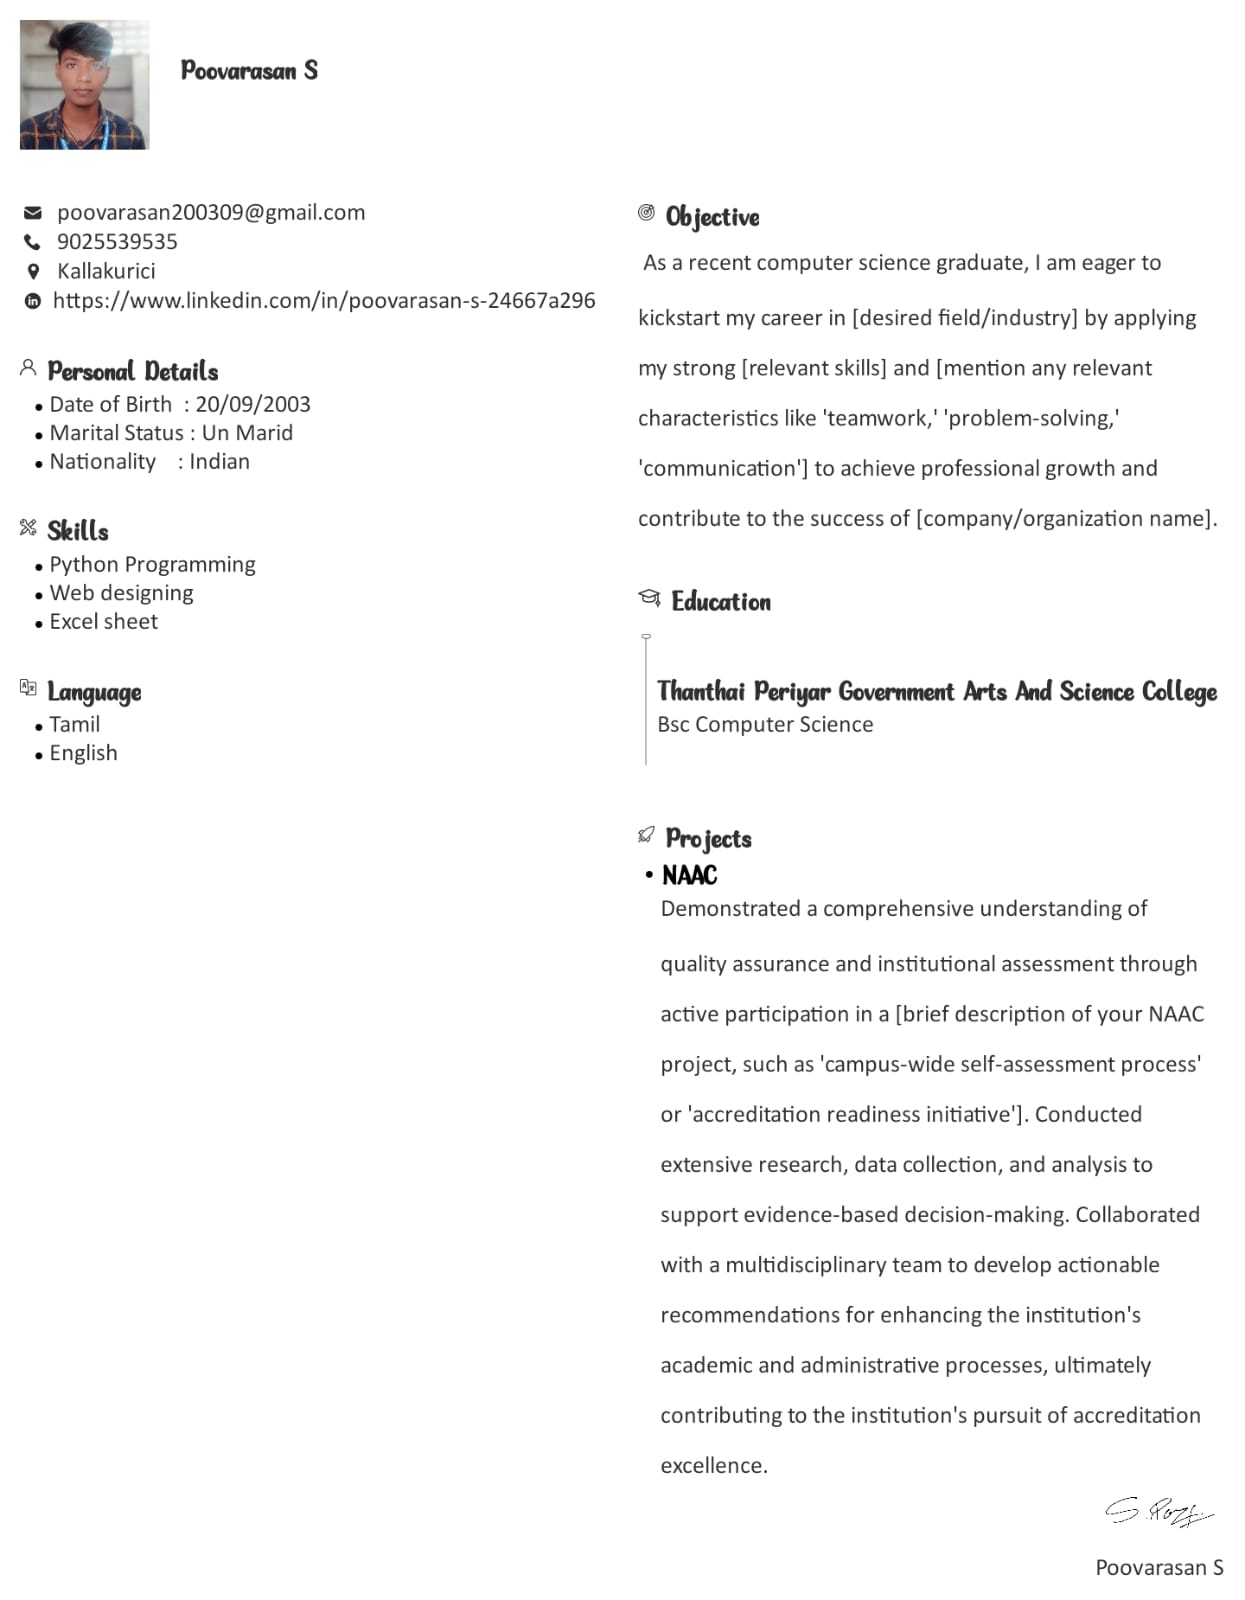 Poovarasan S
poovarasan200309@gmail.com
9025539535
Kallakurici
https://www.linkedin.com/in/poovarasan-s-24667a296
Personal Details
• Date of Birth : 20/09/2003
• Marital Status : Un Marid
• Nationality : Indian
Skills
• Python Programming
• Web designing
• Excel sheet
Language
• Tamil
• English
Objective
As a recent computer science graduate, I am eager to
kickstart my career in [desired field/industry] by applying
my strong [relevant skills] and [mention any relevant
characteristics like 'teamwork,' 'problem-solving,'
'communication'] to achieve professional growth and
contribute to the success of [company/organization name].
Education
Thanthai Periyar Government Arts And Science College
Bsc Computer Science
Projects
• NAAC
Demonstrated a comprehensive understanding of
quality assurance and institutional assessment through
active participation in a [brief description of your NAAC
project, such as 'campus-wide self-assessment process'
or 'accreditation readiness initiative']. Conducted
extensive research, data collection, and analysis to
support evidence-based decision-making. Collaborated
with a multidisciplinary team to develop actionable
recommendations for enhancing the institution's
academic and administrative processes, ultimately
contributing to the institution's pursuit of accreditation
excellence.
Poovarasan S